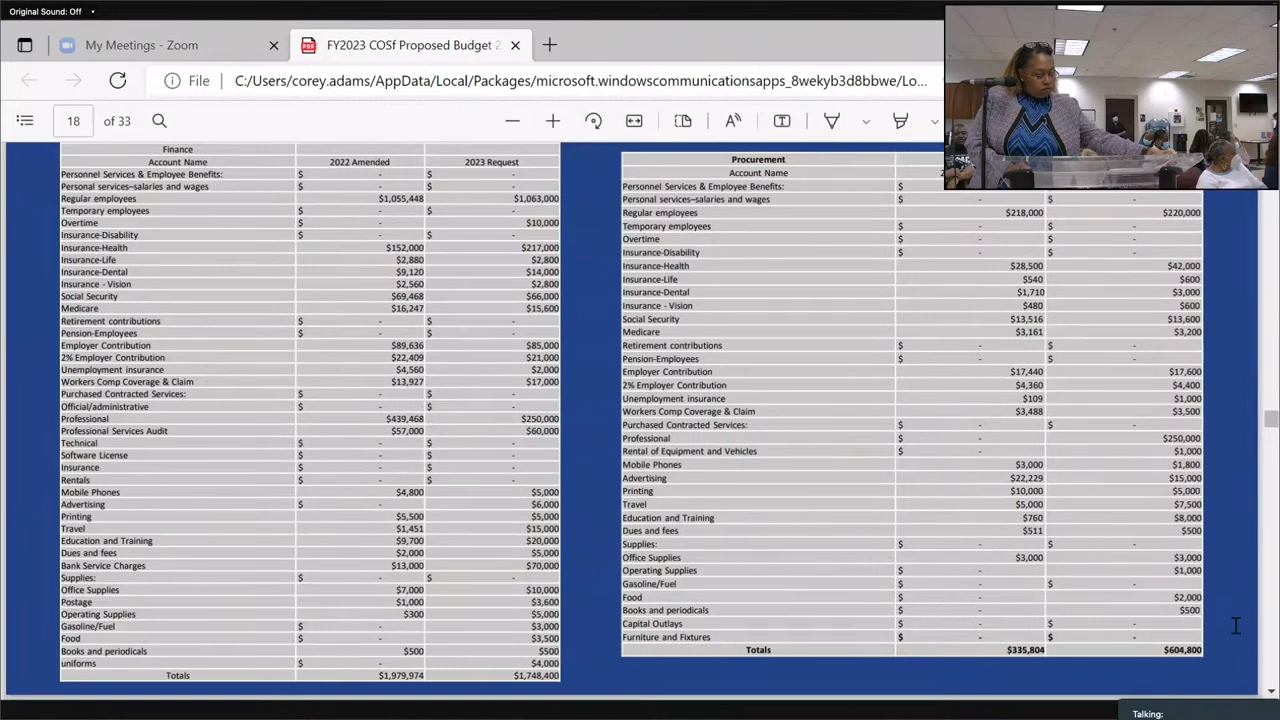 Original Sound: Off
My Meetings - Zoom
FY2023 COSf Proposed Budget 2
File C:/Users/corey.adams/AppData/Local/Packages/microsoft.windowscommunicationsapps_8wekyb3d8bbwe/Lo...
18 of 33
Finance
Account Name 2022 Amended 2023 Request
Personnel Services & Employee Benefits: $ - $ -
Personal services–salaries and wages $ - $ -
Regular employees $1,055,448 $1,063,000
Temporary employees $ - $ -
Overtime $ - $10,000
Insurance-Disability $ - $ -
Insurance-Health $152,000 $217,000
Insurance-Life $2,880 $2,800
Insurance-Dental $9,120 $14,000
Insurance - Vision $2,560 $2,800
Social Security $69,468 $66,000
Medicare $16,247 $15,600
Retirement contributions $ - $ -
Pension-Employees $ - $ -
Employer Contribution $89,636 $85,000
2% Employer Contribution $22,409 $21,000
Unemployment insurance $4,560 $2,000
Workers Comp Coverage & Claim $13,927 $17,000
Purchased Contracted Services: $ - $ -
Official/administrative $ - $ -
Professional $439,468 $250,000
Professional Services Audit $57,000 $60,000
Technical $ - $ -
Software License $ - $ -
Insurance $ - $ -
Rentals $ - $ -
Mobile Phones $4,800 $5,000
Advertising $ - $6,000
Printing $5,500 $5,000
Travel $1,451 $15,000
Education and Training $9,700 $20,000
Dues and fees $2,000 $5,000
Bank Service Charges $13,000 $70,000
Supplies: $ - $ -
Office Supplies $7,000 $10,000
Postage $1,000 $3,600
Operating Supplies $300 $5,000
Gasoline/Fuel $ - $3,000
Food $ - $3,500
Books and periodicals $500 $500
uniforms $ - $4,000
Totals $1,979,974 $1,748,400
Procurement
Account Name 2
Personnel Services & Employee Benefits: $
Personal services–salaries and wages $ - $ -
Regular employees $218,000 $220,000
Temporary employees $ - $ -
Overtime $ - $ -
Insurance-Disability $ - $ -
Insurance-Health $28,500 $42,000
Insurance-Life $540 $600
Insurance-Dental $1,710 $3,000
Insurance - Vision $480 $600
Social Security $13,516 $13,600
Medicare $3,161 $3,200
Retirement contributions $ - $ -
Pension-Employees $ - $ -
Employer Contribution $17,440 $17,600
2% Employer Contribution $4,360 $4,400
Unemployment insurance $109 $1,000
Workers Comp Coverage & Claim $3,488 $3,500
Purchased Contracted Services: $ - $ -
Professional $ - $250,000
Rental of Equipment and Vehicles $ - $1,000
Mobile Phones $3,000 $1,800
Advertising $22,229 $15,000
Printing $10,000 $5,000
Travel $5,000 $7,500
Education and Training $760 $8,000
Dues and fees $511 $500
Supplies: $ - $ -
Office Supplies $3,000 $3,000
Operating Supplies $ - $1,000
Gasoline/Fuel $ - $ -
Food $ - $2,000
Books and periodicals $ - $500
Capital Outlays $ - $ -
Furniture and Fixtures $ - $ -
Totals $335,804 $604,800
Talking: